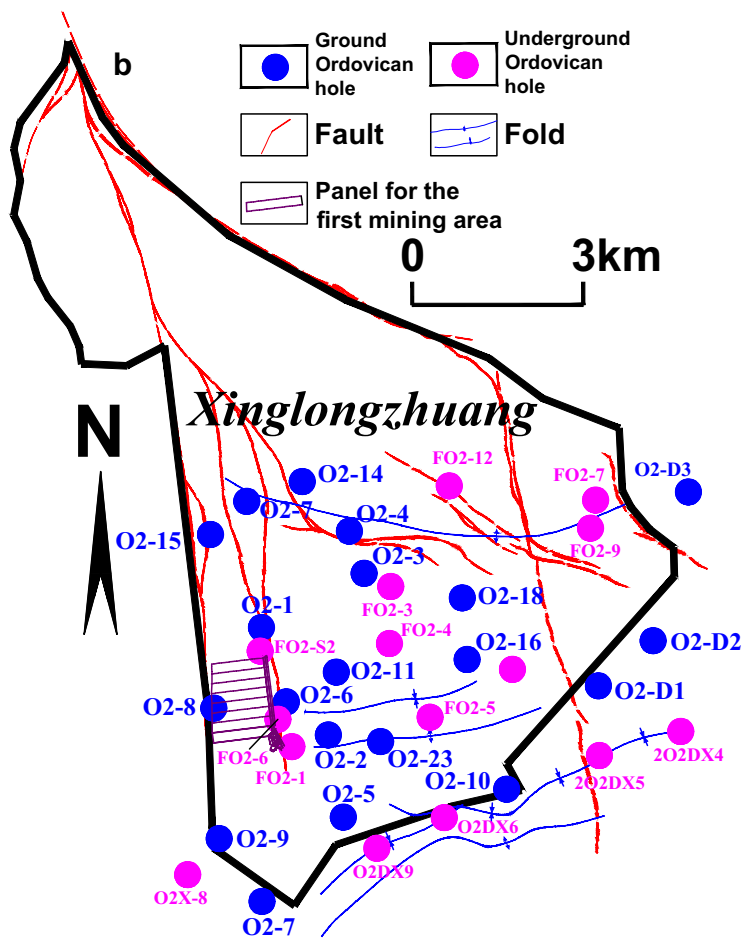 b
Ground
Ordovican
hole
Underground
Ordovican
hole
Fault
Fold
Panel for the
first mining area
0
3km
Xinglongzhuang
N
FO2-12
O2-14
FO2-7
O2-D3
O2-7
O2-4
O2-15
FO2-9
O2-3
FO2-3
O2-18
O2-1
FO2-S2
FO2-4
O2-D2
O2-16
O2-11
O2-D1
O2-6
O2-8
FO2-5
2O2DX4
FO2-6
FO2-1
O2-2
O2-23
2O2DX5
O2-10
O2-5
O2DX6
O2-9
O2DX9
O2X-8
O2-7